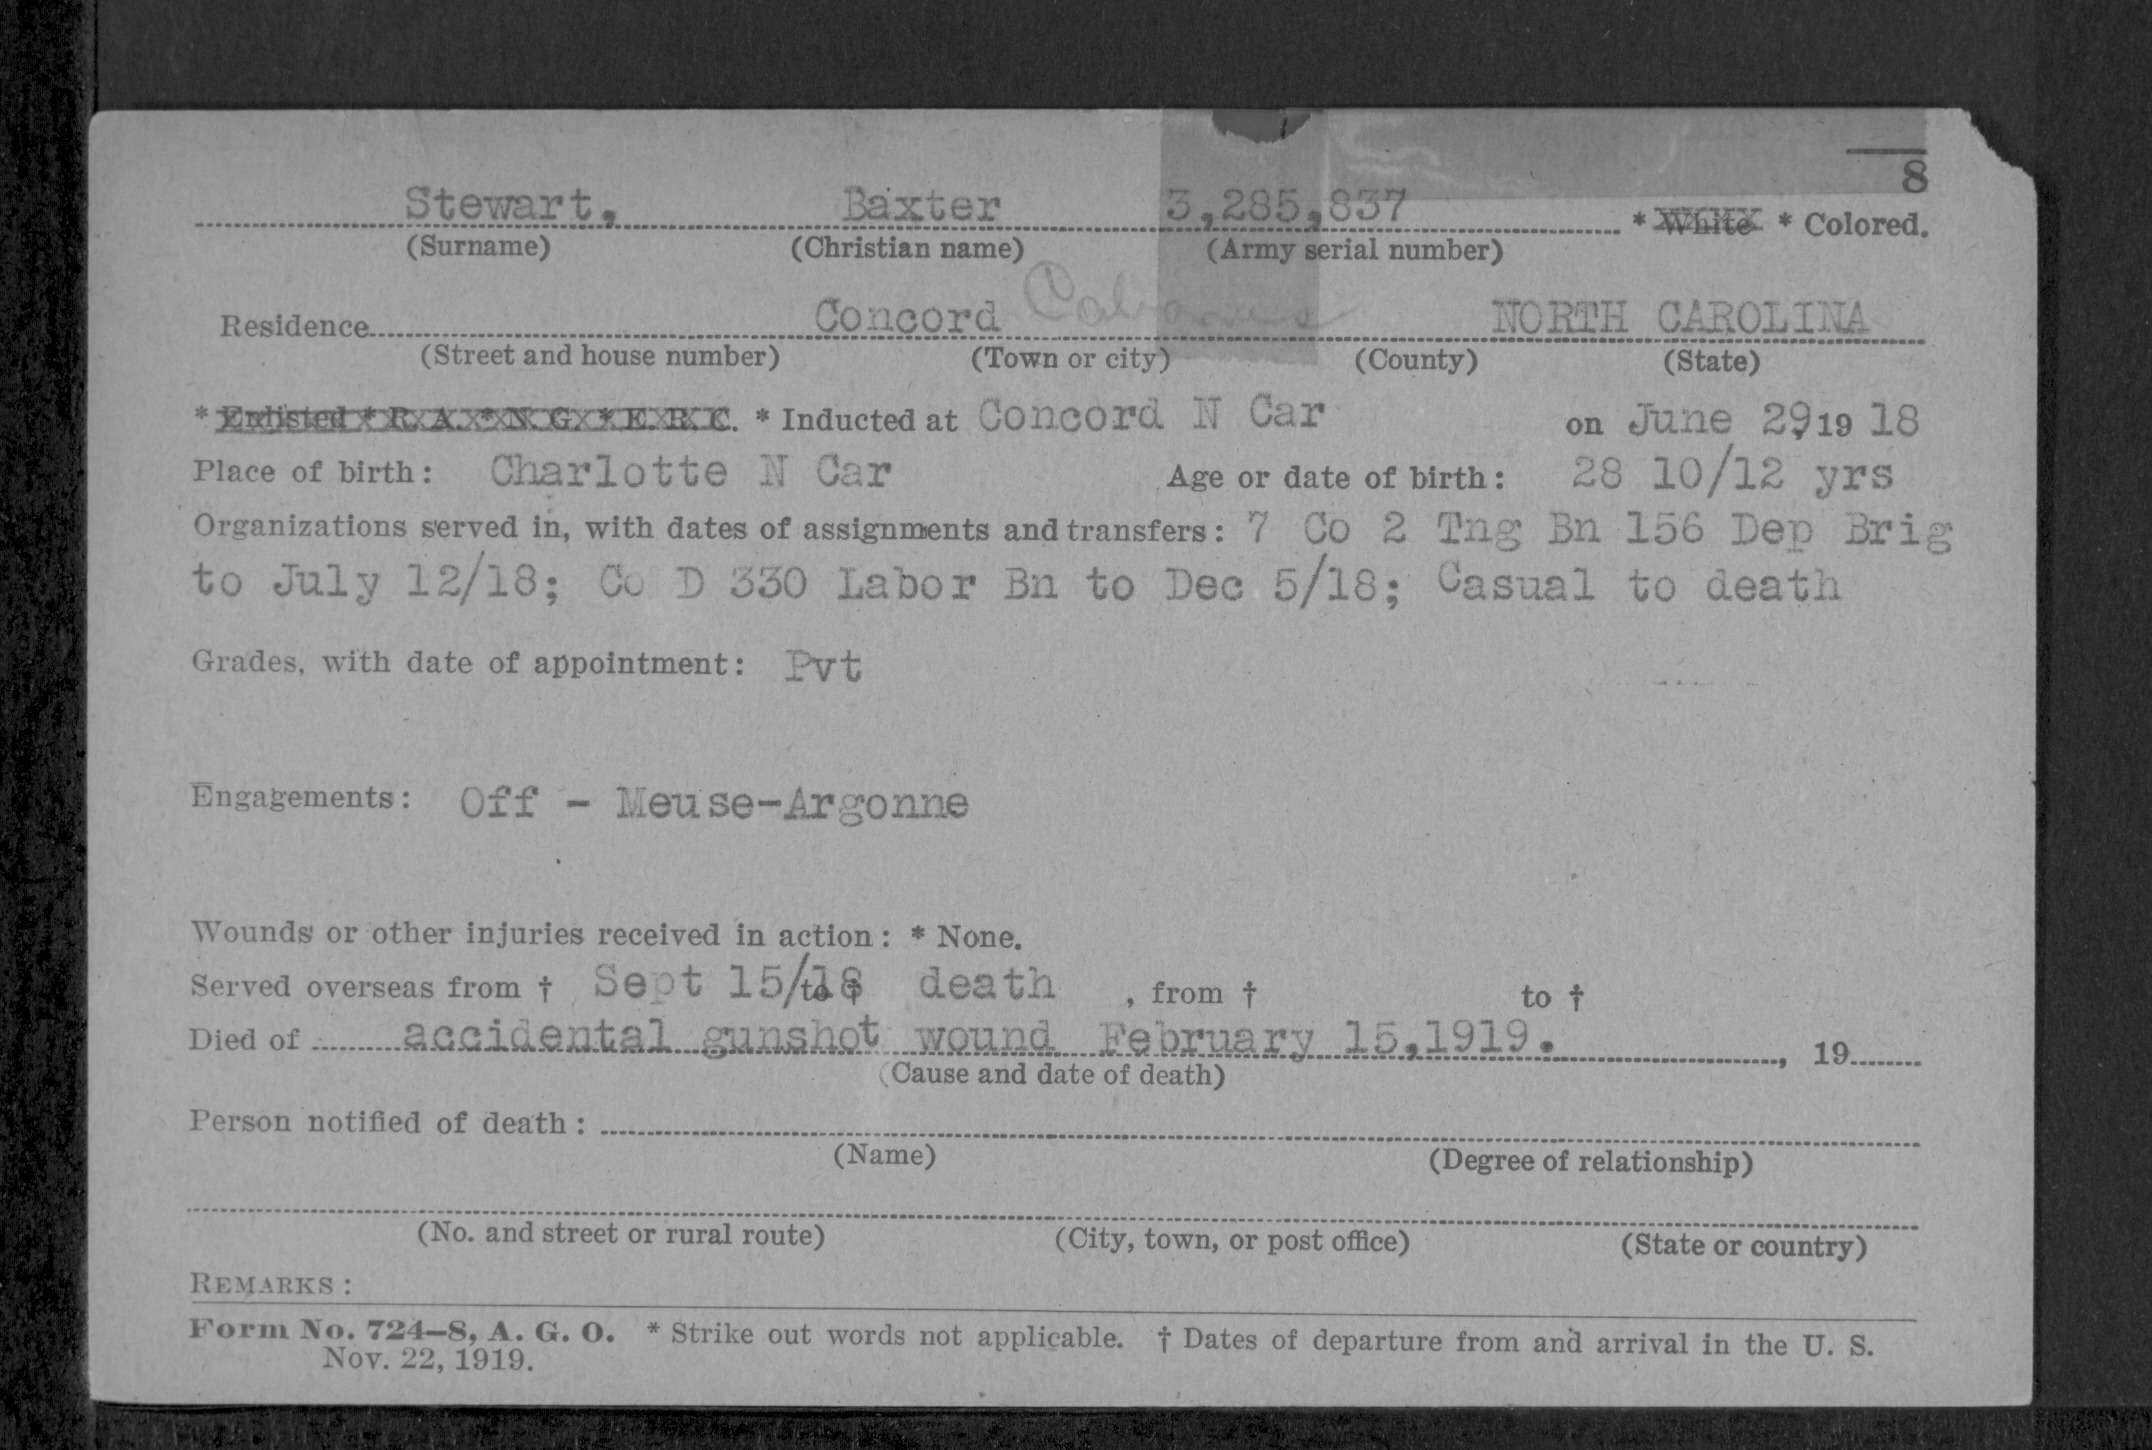 8
Stewart, Baxter 3,285,837 * White * Colored.
(Surname) (Christian name) (Army serial number)
Residence Concord Cabarrus NORTH CAROLINA
(Street and house number) (Town or city) (County) (State)
* Enlisted * R. A. * N. G. * E. R. C. * Inducted at Concord N Car on June 29, 19 18
Place of birth: Charlotte N Car Age or date of birth: 28 10/12 yrs
Organizations served in, with dates of assignments and transfers: 7 Co 2 Tng Bn 156 Dep Brig
to July 12/18; Co D 330 Labor Bn to Dec 5/18; Casual to death
Grades, with date of appointment: Pvt
Engagements: Off - Meuse-Argonne
Wounds or other injuries received in action: * None.
Served overseas from † Sept 15/18 to † death , from † to †
Died of accidental gunshot wound February 15,1919. , 19
(Cause and date of death)
Person notified of death:
(Name) (Degree of relationship)
(No. and street or rural route) (City, town, or post office) (State or country)
REMARKS:
Form No. 724-8, A. G. O. * Strike out words not applicable. † Dates of departure from and arrival in the U. S.
Nov. 22, 1919.